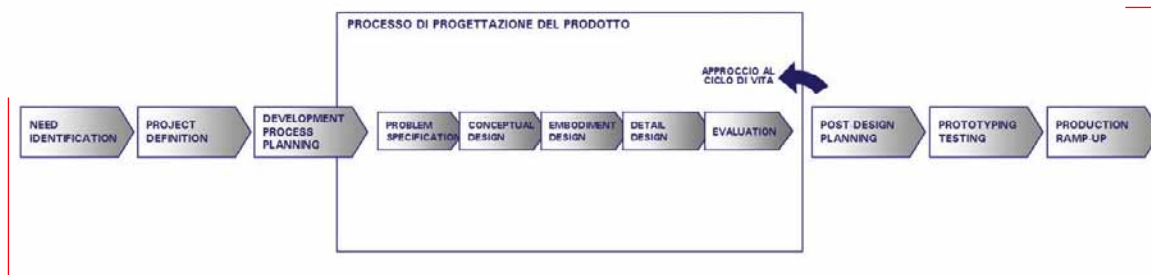 PROCESSO DI PROGETTAZIONE DEL PRODOTTO
APPROCCIO AL
CICLO DI VITA
NEED
IDENTIFICATION
PROJECT
DEFINITION
DEVELOPMENT
PROCESS
PLANNING
PROBLEM
SPECIFICATION
CONCEPTUAL
DESIGN
EMBODIMENT
DESIGN
DETAIL
DESIGN
EVALUATION
POST DESIGN
PLANNING
PROTOTYPING
TESTING
PRODUCTION
RAMP-UP